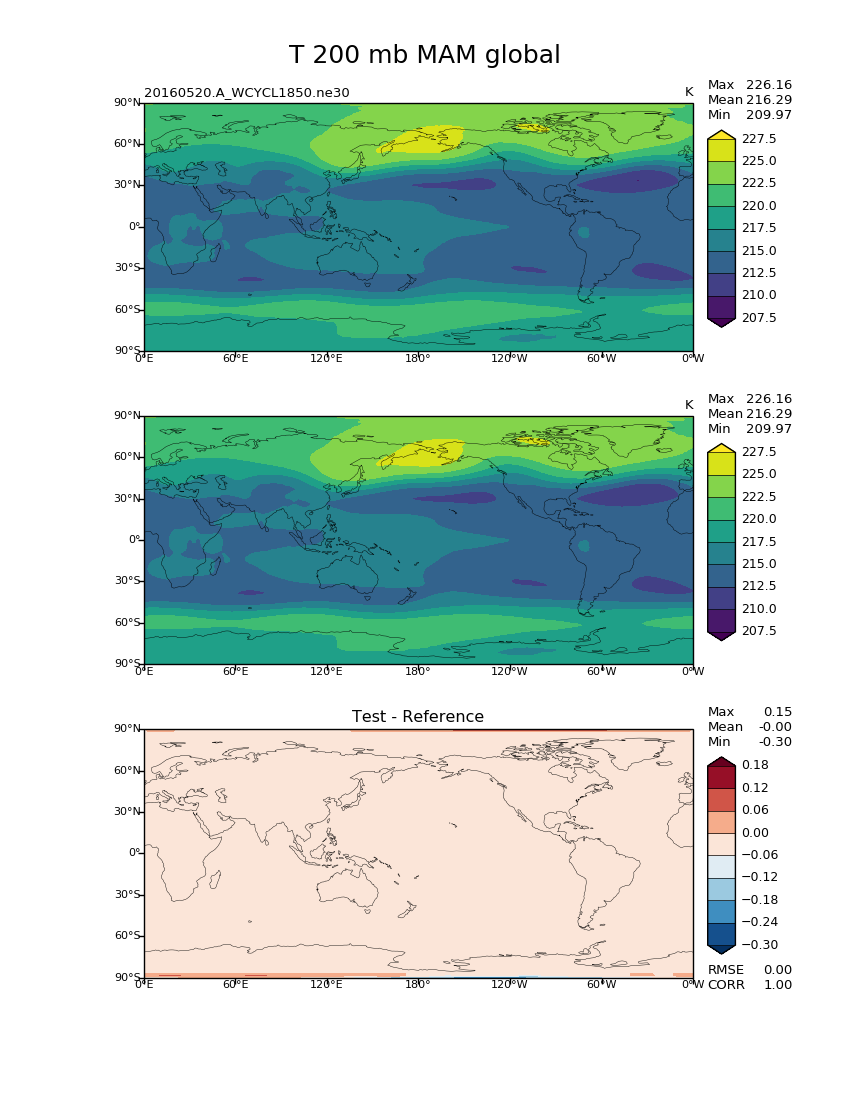 T 200 mb MAM global
20160520.A_WCYCL1850.ne30
K
Max 226.16
Mean 216.29
Min 209.97
90°N
60°N
30°N
0°
30°S
60°S
90°S
0°E 60°E 120°E 180° 120°W 60°W 0°W
227.5
225.0
222.5
220.0
217.5
215.0
212.5
210.0
207.5
K
Max 226.16
Mean 216.29
Min 209.97
90°N
60°N
30°N
0°
30°S
60°S
90°S
0°E 60°E 120°E 180° 120°W 60°W 0°W
227.5
225.0
222.5
220.0
217.5
215.0
212.5
210.0
207.5
Test - Reference
Max 0.15
Mean -0.00
Min -0.30
90°N
60°N
30°N
0°
30°S
60°S
90°S
0°E 60°E 120°E 180° 120°W 60°W 0°W
0.18
0.12
0.06
0.00
−0.06
−0.12
−0.18
−0.24
−0.30
RMSE 0.00
CORR 1.00